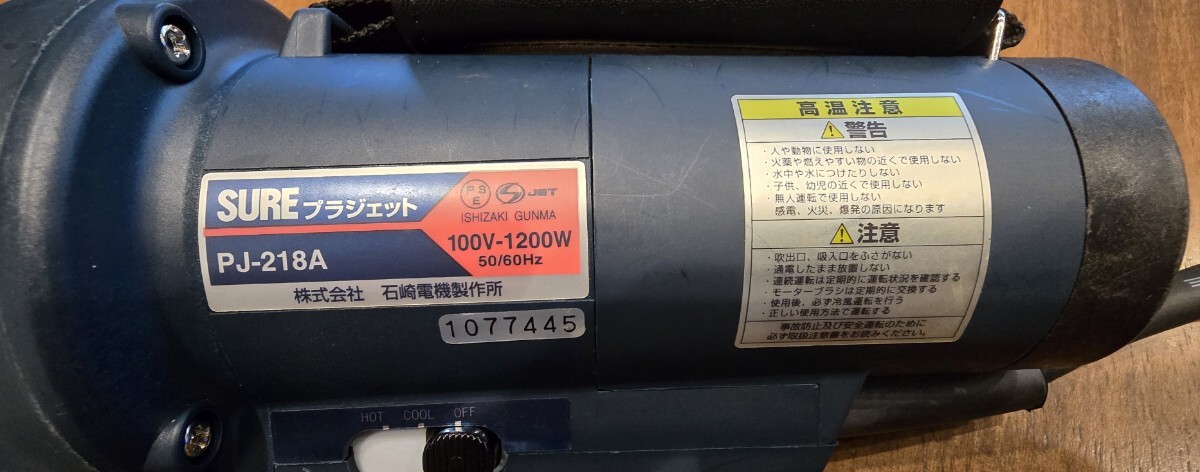 SURE プラジェット
PJ-218A
PSE
JET
ISHIZAKI GUNMA
100V-1200W
50/60Hz
株式会社 石崎電機製作所
1077445
HOT COOL OFF
高温注意
警告
・人や動物に使用しない
・火薬や燃えやすい物の近くで使用しない
・水中や水につけたりしない
・子供、幼児の近くで使用しない
・無人運転で使用しない
感電、火災、爆発の原因になります
注意
・吹出口、吸入口をふさがない
・通電したまま放置しない
・連続運転は定期的に運転状況を確認する
・モーターブラシは定期的に交換する
・使用後、必ず冷風運転を行う
・正しい使用方法で運転する
事故防止及び安全運転のために
必ず取扱注意書をお読みください。